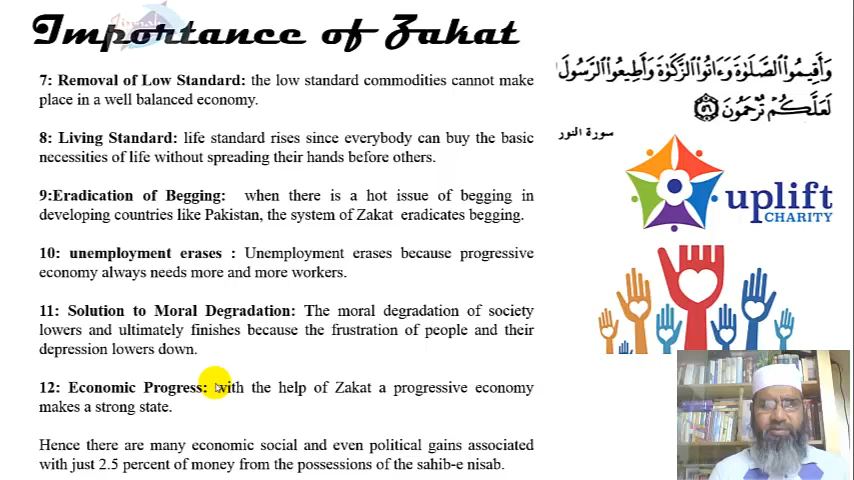 Importance of Zakat
7: Removal of Low Standard: the low standard commodities cannot make
place in a well balanced economy.
8: Living Standard: life standard rises since everybody can buy the basic
necessities of life without spreading their hands before others.
9:Eradication of Begging: when there is a hot issue of begging in
developing countries like Pakistan, the system of Zakat eradicates begging.
10: unemployment erases : Unemployment erases because progressive
economy always needs more and more workers.
11: Solution to Moral Degradation: The moral degradation of society
lowers and ultimately finishes because the frustration of people and their
depression lowers down.
12: Economic Progress: with the help of Zakat a progressive economy
makes a strong state.
Hence there are many economic social and even political gains associated
with just 2.5 percent of money from the possessions of the sahib-e nisab.
وَأَقِيمُوا۟ ٱلصَّلَوٰةَ وَءَاتُوا۟ ٱلزَّكَوٰةَ وَأَطِيعُوا۟ ٱلرَّسُولَ
لَعَلَّكُمْ تُرْحَمُونَ ٥٦
سورة النور
uplift
CHARITY